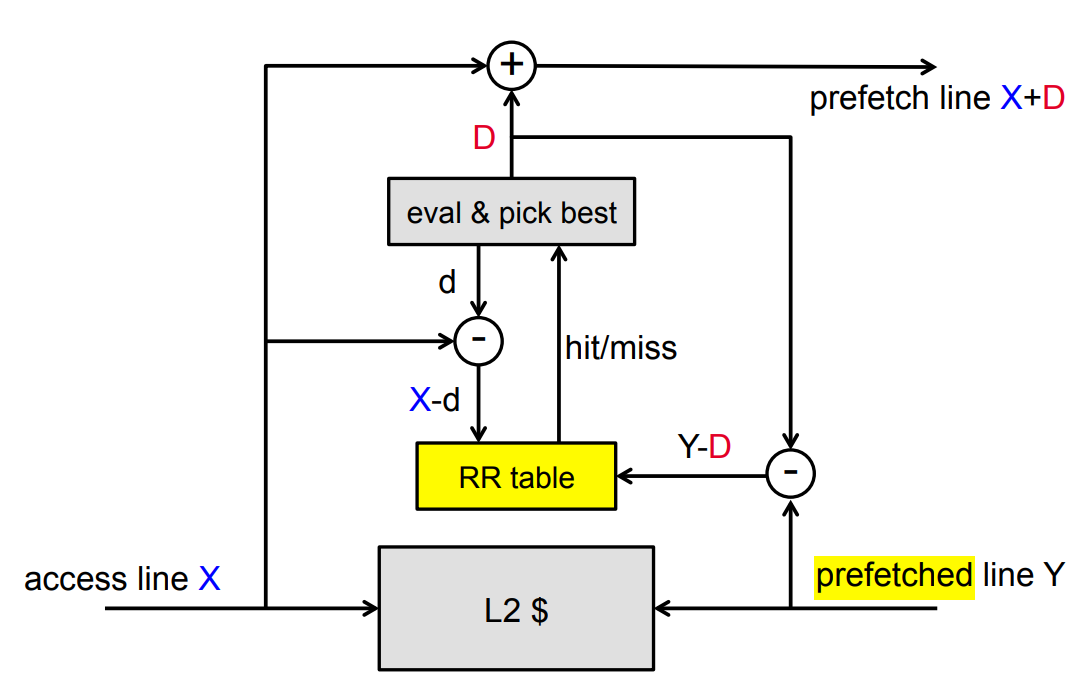 +
prefetch line X+D
D
eval & pick best
d
-
hit/miss
X-d
Y-D
RR table
-
access line X
prefetched line Y
L2 $